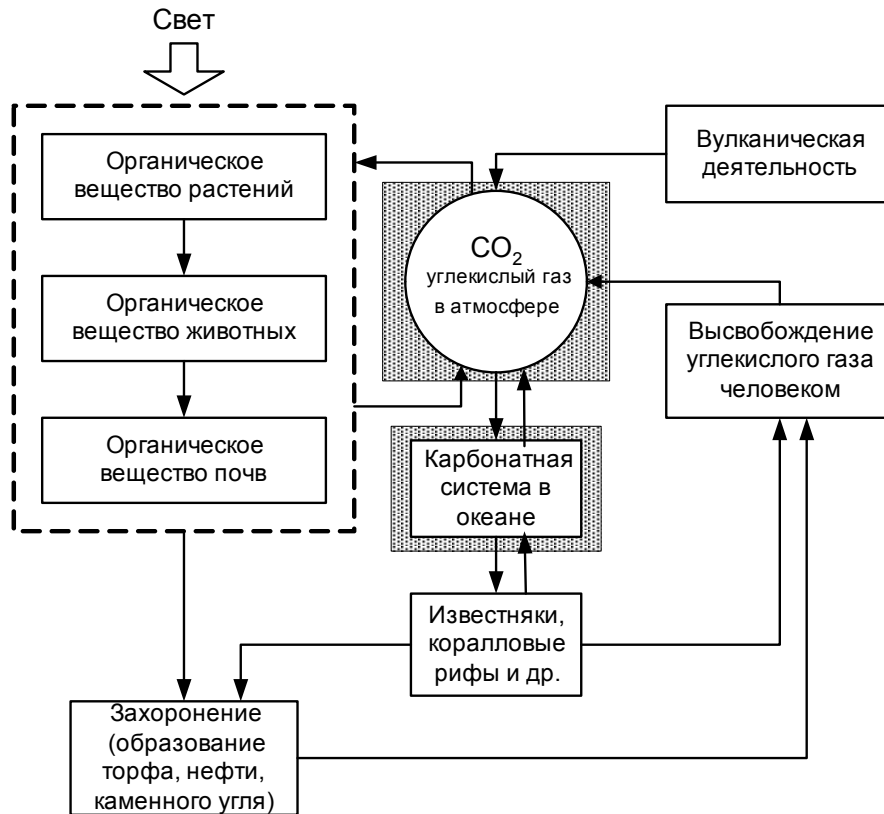 Свет
Органическое
вещество растений
Органическое
вещество животных
Органическое
вещество почв
CO2
углекислый газ
в атмосфере
Вулканическая
деятельность
Высвобождение
углекислого газа
человеком
Карбонатная
система в
океане
Известняки,
коралловые
рифы и др.
Захоронение
(образование
торфа, нефти,
каменного угля)